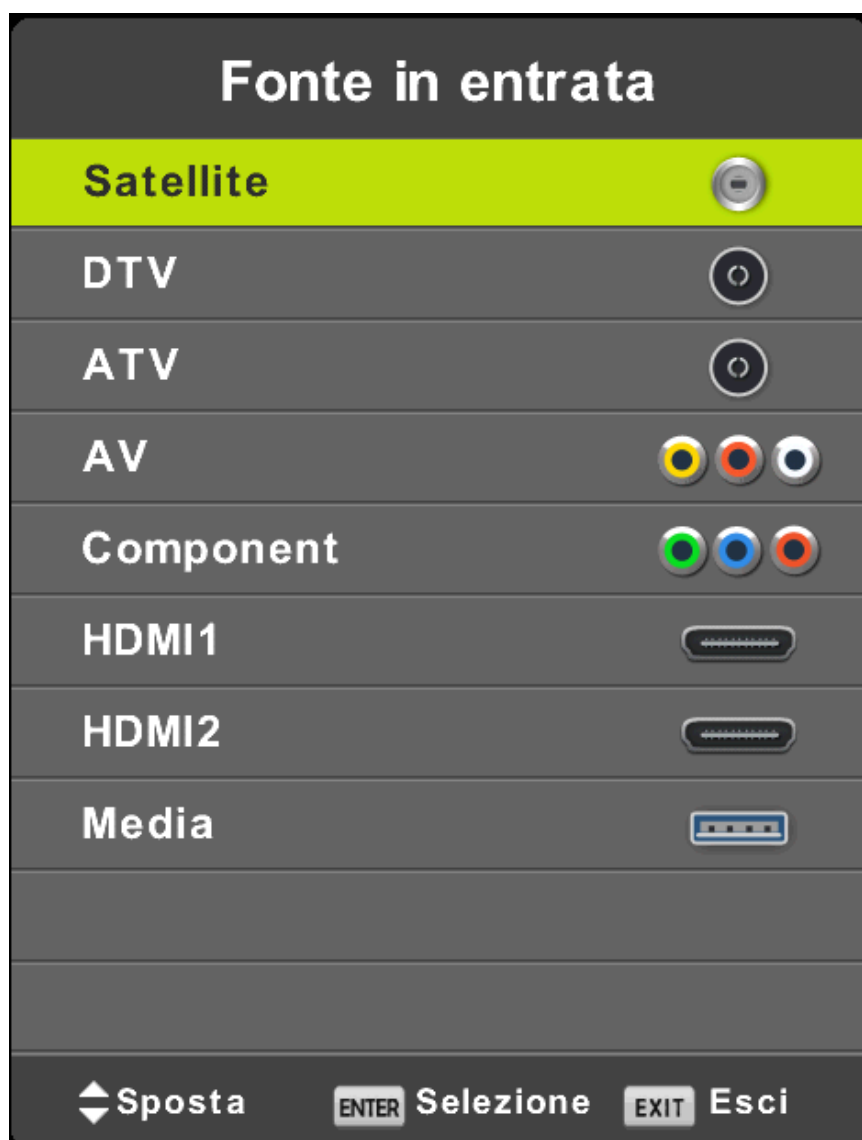 Fonte in entrata
Satellite
DTV
ATV
AV
Component
HDMI1
HDMI2
Media
Sposta ENTER Selezione EXIT Esci